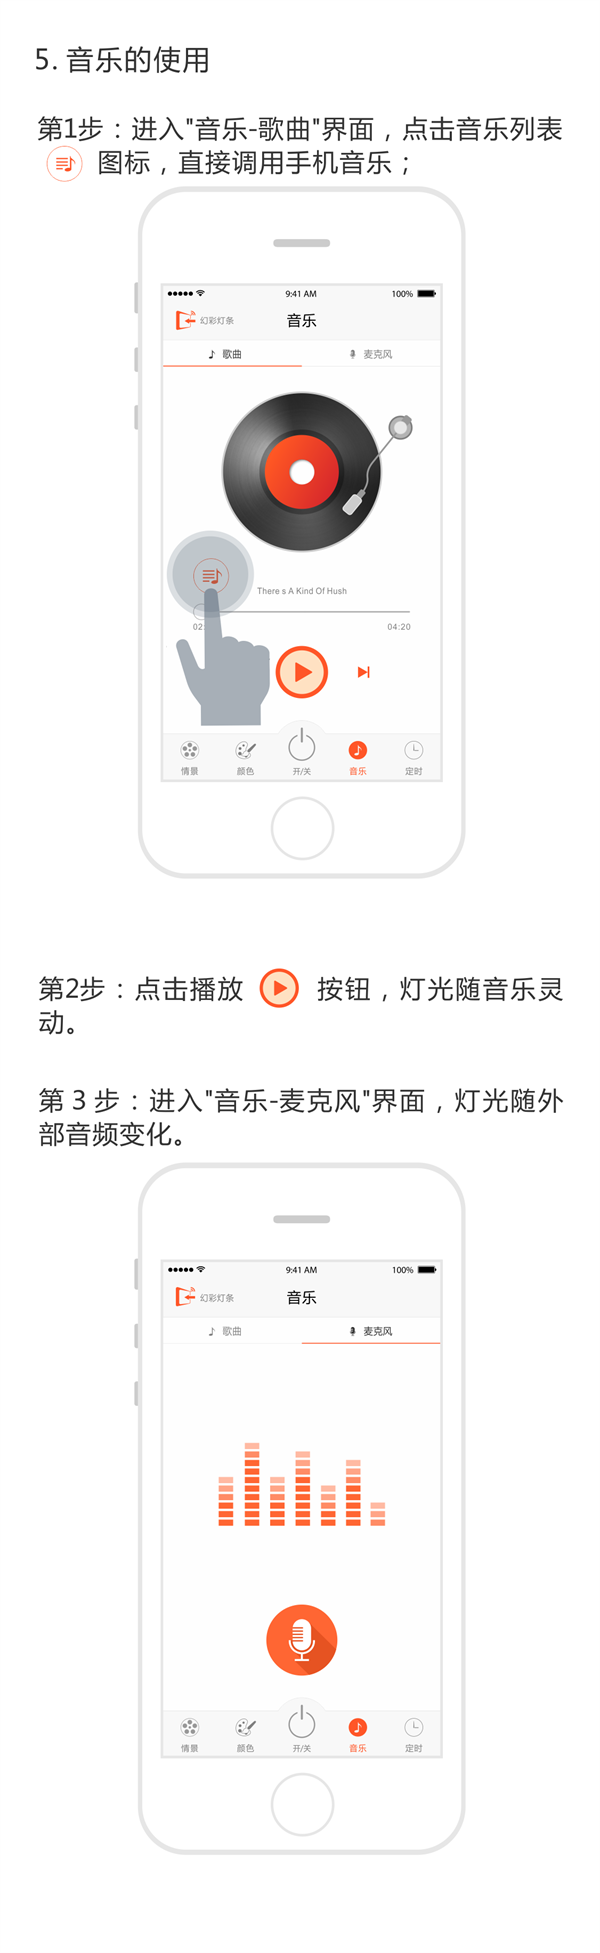 5. 音乐的使用
第1步：进入"音乐-歌曲"界面，点击音乐列表
图标，直接调用手机音乐；
9:41 AM 100%
幻彩灯条 音乐
歌曲 麦克风
There s A Kind Of Hush
02: 04:20
情景 颜色 开/关 音乐 定时
第2步：点击播放 按钮，灯光随音乐灵
动。
第 3 步：进入"音乐-麦克风"界面，灯光随外
部音频变化。
9:41 AM 100%
幻彩灯条 音乐
歌曲 麦克风
情景 颜色 开/关 音乐 定时